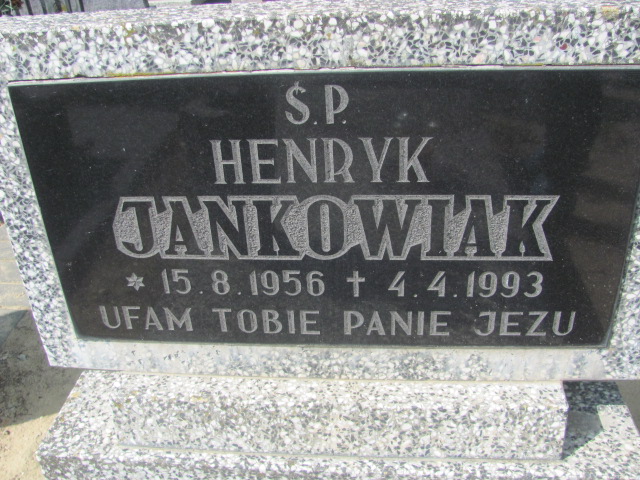 Ś.P.
HENRYK
JANKOWIAK
* 15.8.1956 † 4.4.1993
UFAM TOBIE PANIE JEZU